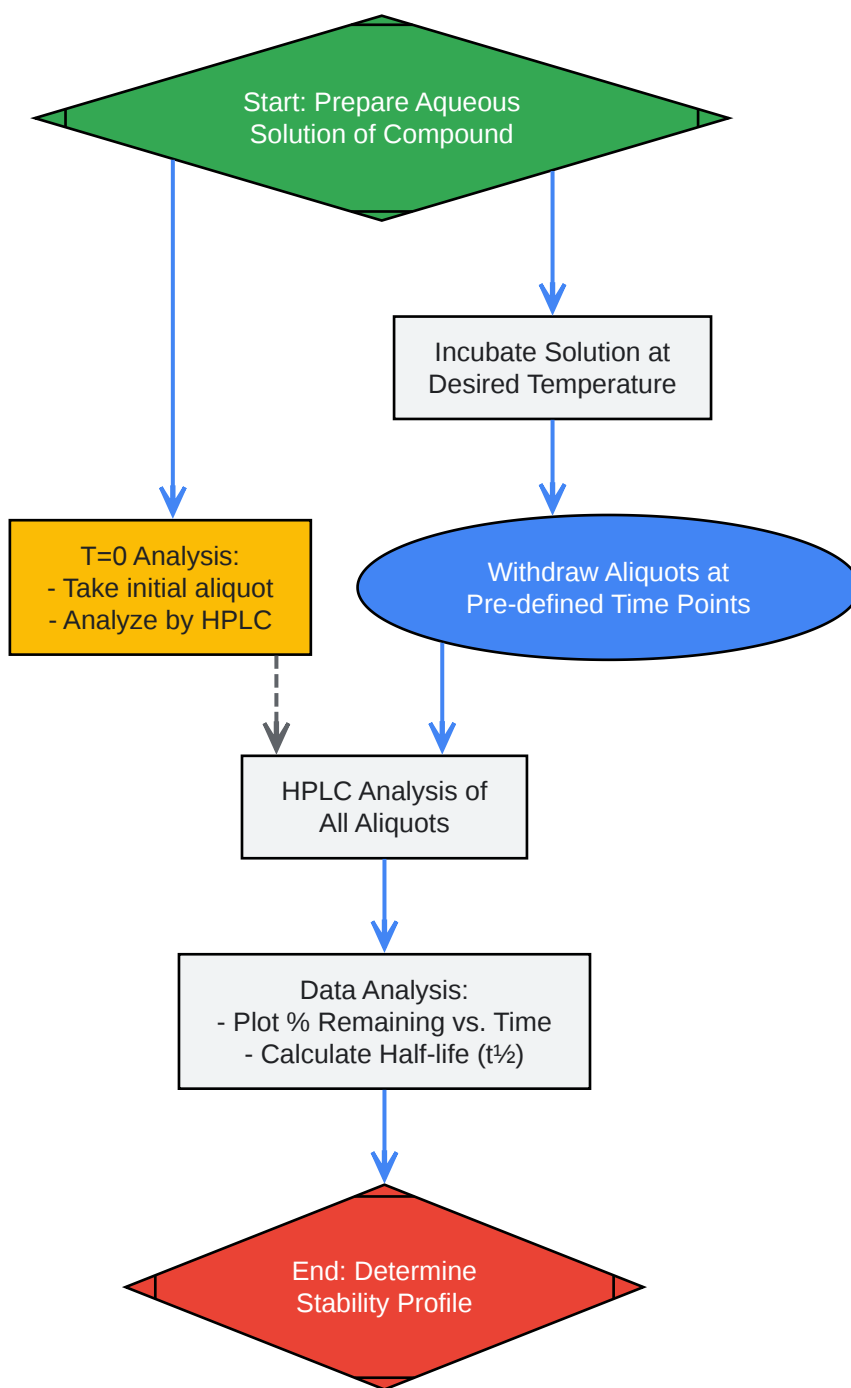 Start: Prepare Aqueous
Solution of Compound
Incubate Solution at
Desired Temperature
T=0 Analysis:
- Take initial aliquot
- Analyze by HPLC
Withdraw Aliquots at
Pre-defined Time Points
HPLC Analysis of
All Aliquots
Data Analysis:
- Plot % Remaining vs. Time
- Calculate Half-life (t½)
End: Determine
Stability Profile